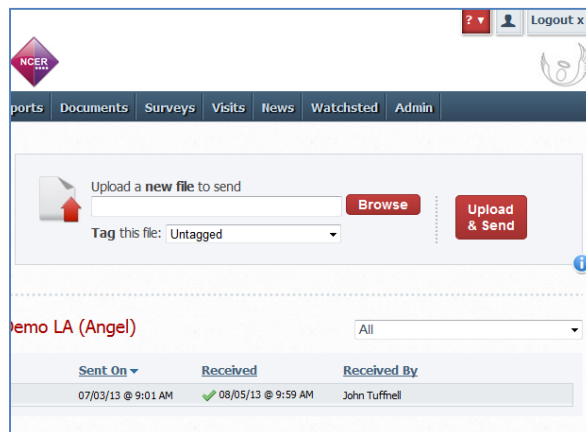 ? ▾ Logout x
NCER
ports Documents Surveys Visits News Watchsted Admin
Upload a new file to send
Browse
Upload & Send
Tag this file: Untagged
i
Demo LA (Angel)
All
Sent On ▾ Received Received By
07/03/13 @ 9:01 AM 08/05/13 @ 9:59 AM John Tuffnell